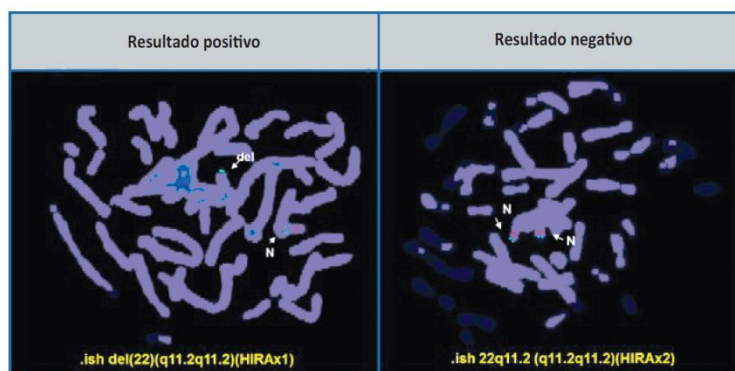 Resultado positivo
Resultado negativo
del
N
N
N
.ish del(22)(q11.2q11.2)(HIRAx1)
.ish 22q11.2 (q11.2q11.2)(HIRAx2)